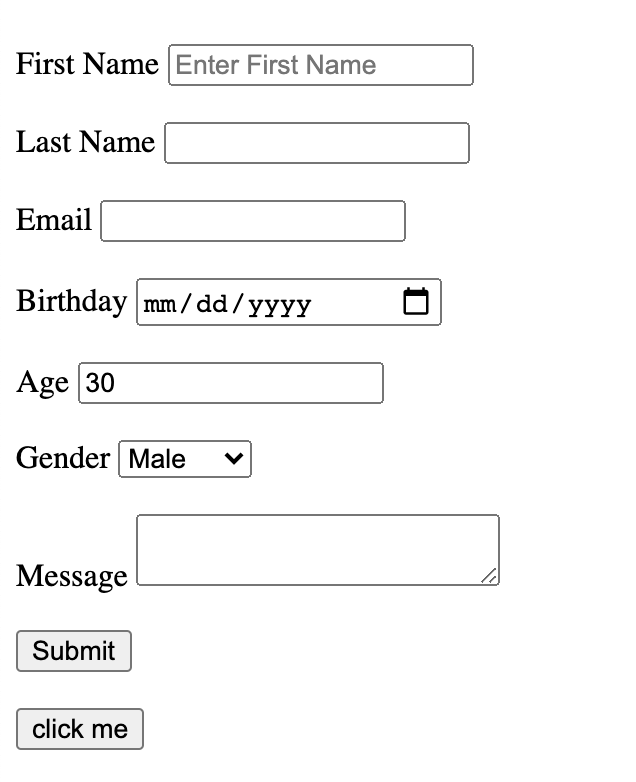 First Name Enter First Name
Last Name
Email
Birthday mm/dd/yyyy
Age 30
Gender Male
Message
Submit
click me